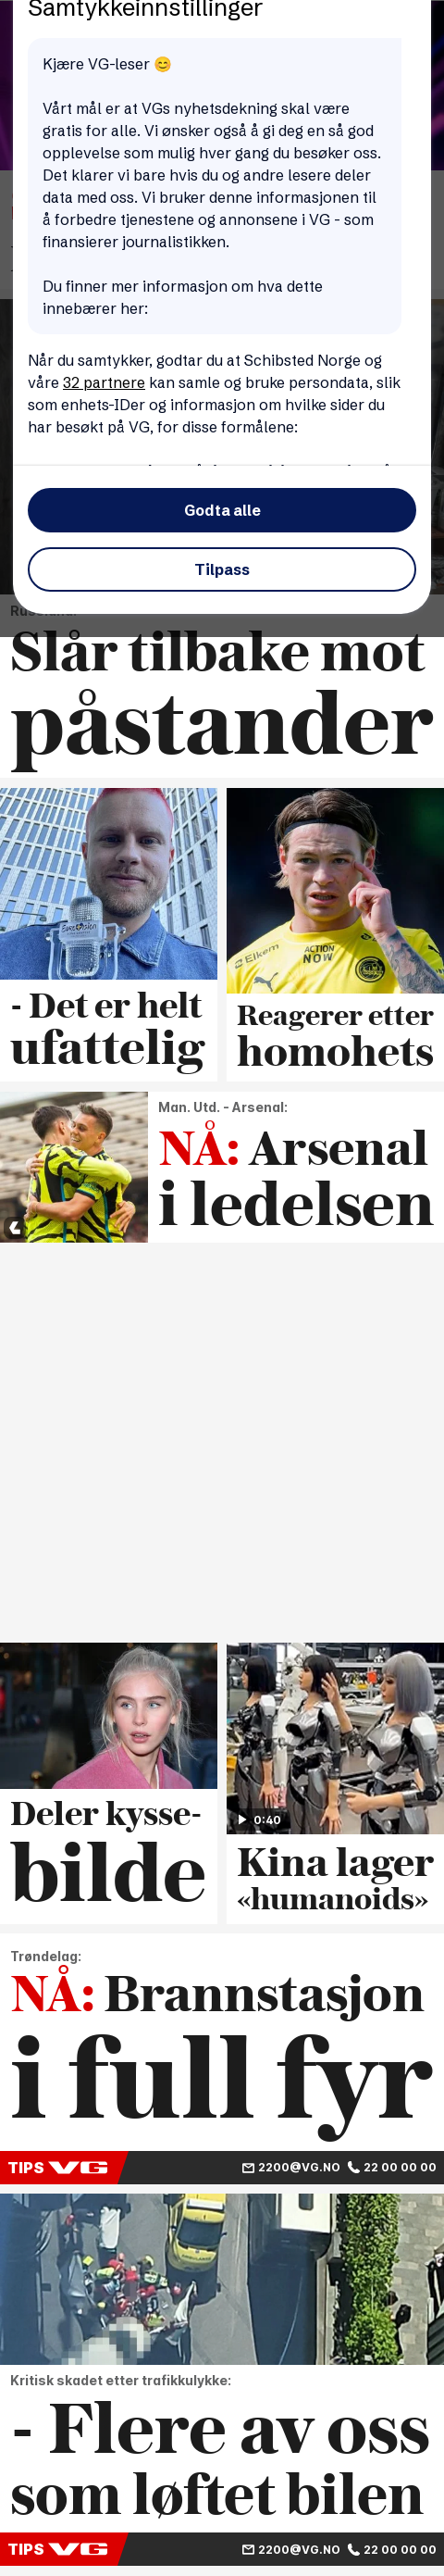 Samtykkeinnstillinger
Kjære VG-leser 😊
Vårt mål er at VGs nyhetsdekning skal være
gratis for alle. Vi ønsker også å gi deg en så god
opplevelse som mulig hver gang du besøker oss.
Det klarer vi bare hvis du og andre lesere deler
data med oss. Vi bruker denne informasjonen til
å forbedre tjenestene og annonsene i VG - som
finansierer journalistikken.
Du finner mer informasjon om hva dette
innebærer her:
Når du samtykker, godtar du at Schibsted Norge og
våre 32 partnere kan samle og bruke persondata, slik
som enhets-IDer og informasjon om hvilke sider du
har besøkt på VG, for disse formålene:
Godta alle
Tilpass
Slår tilbake mot
påstander
EUROVISION
- Det er helt
ufattelig
Elkem
ACTION
NOW
Reagerer etter
homohets
Man. Utd. - Arsenal:
NÅ: Arsenal
i ledelsen
Deler kysse-
bilde
0:40
Kina lager
«humanoids»
Trøndelag:
NÅ: Brannstasjon
i full fyr
TIPS VG 2200@VG.NO 22 00 00 00
Kritisk skadet etter trafikkulykke:
- Flere av oss
som løftet bilen
TIPS VG 2200@VG.NO 22 00 00 00